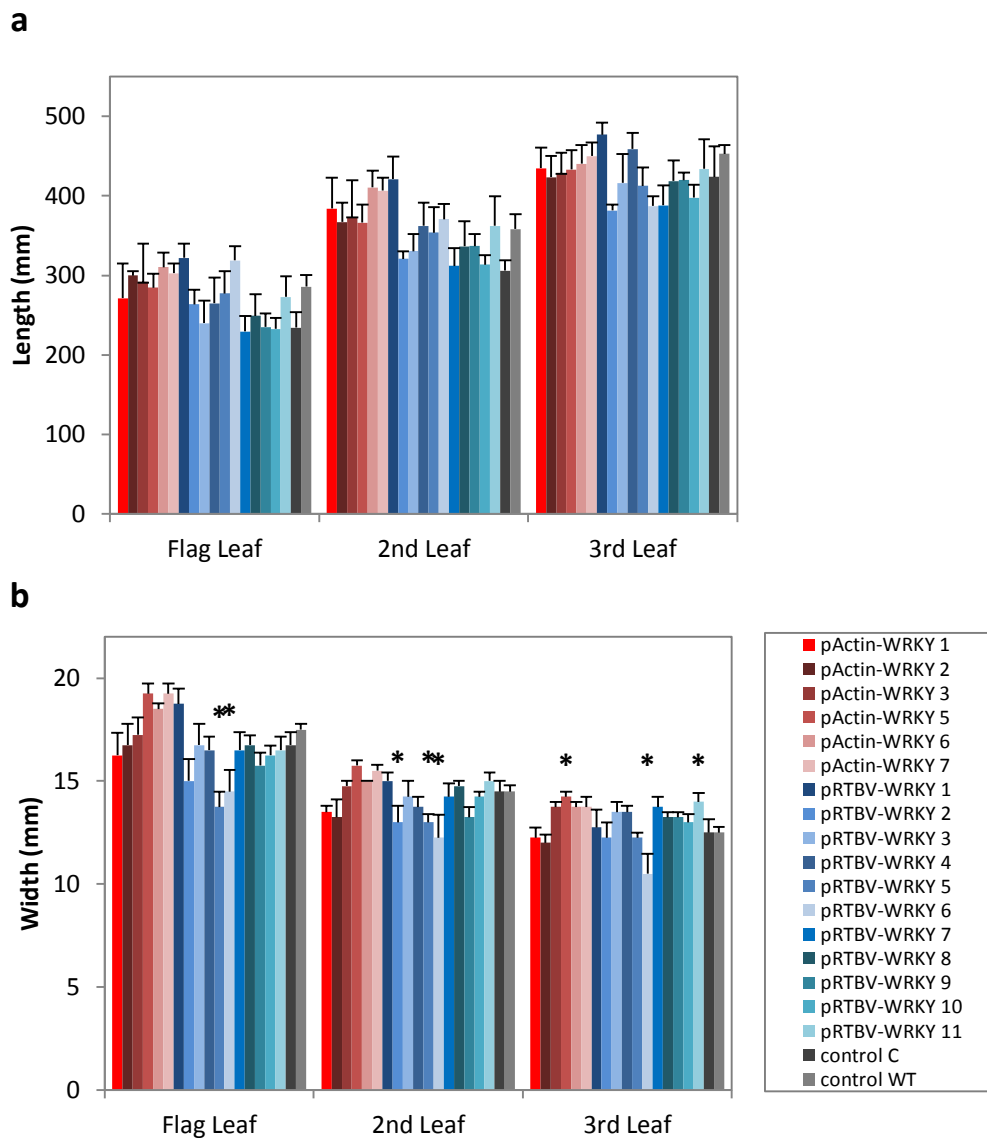 a
Length (mm)
500
400
300
200
100
0
Flag Leaf 2nd Leaf 3rd Leaf
b
Width (mm)
20
15
10
5
0
* * * * * * * *
Flag Leaf 2nd Leaf 3rd Leaf
pActin-WRKY 1
pActin-WRKY 2
pActin-WRKY 3
pActin-WRKY 5
pActin-WRKY 6
pActin-WRKY 7
pRTBV-WRKY 1
pRTBV-WRKY 2
pRTBV-WRKY 3
pRTBV-WRKY 4
pRTBV-WRKY 5
pRTBV-WRKY 6
pRTBV-WRKY 7
pRTBV-WRKY 8
pRTBV-WRKY 9
pRTBV-WRKY 10
pRTBV-WRKY 11
control C
control WT